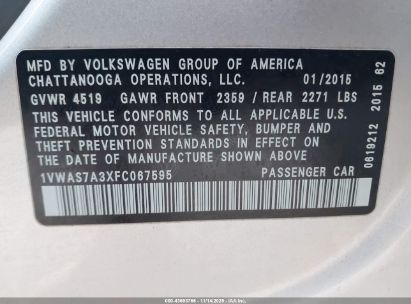 MFD BY VOLKSWAGEN GROUP OF AMERICA
CHATTANOOGA OPERATIONS, LLC. 01/2015
GVWR 4519 GAWR FRONT 2359 / REAR 2271 LBS
THIS VEHICLE CONFORMS TO ALL APPLICABLE U.S.
FEDERAL MOTOR VEHICLE SAFETY, BUMPER AND
THEFT PREVENTION STANDARDS IN EFFECT ON
THE DATE OF MANUFACTURE SHOWN ABOVE.
1VWAS7A3XFC067595 PASSENGER CAR
0619212 2015 62